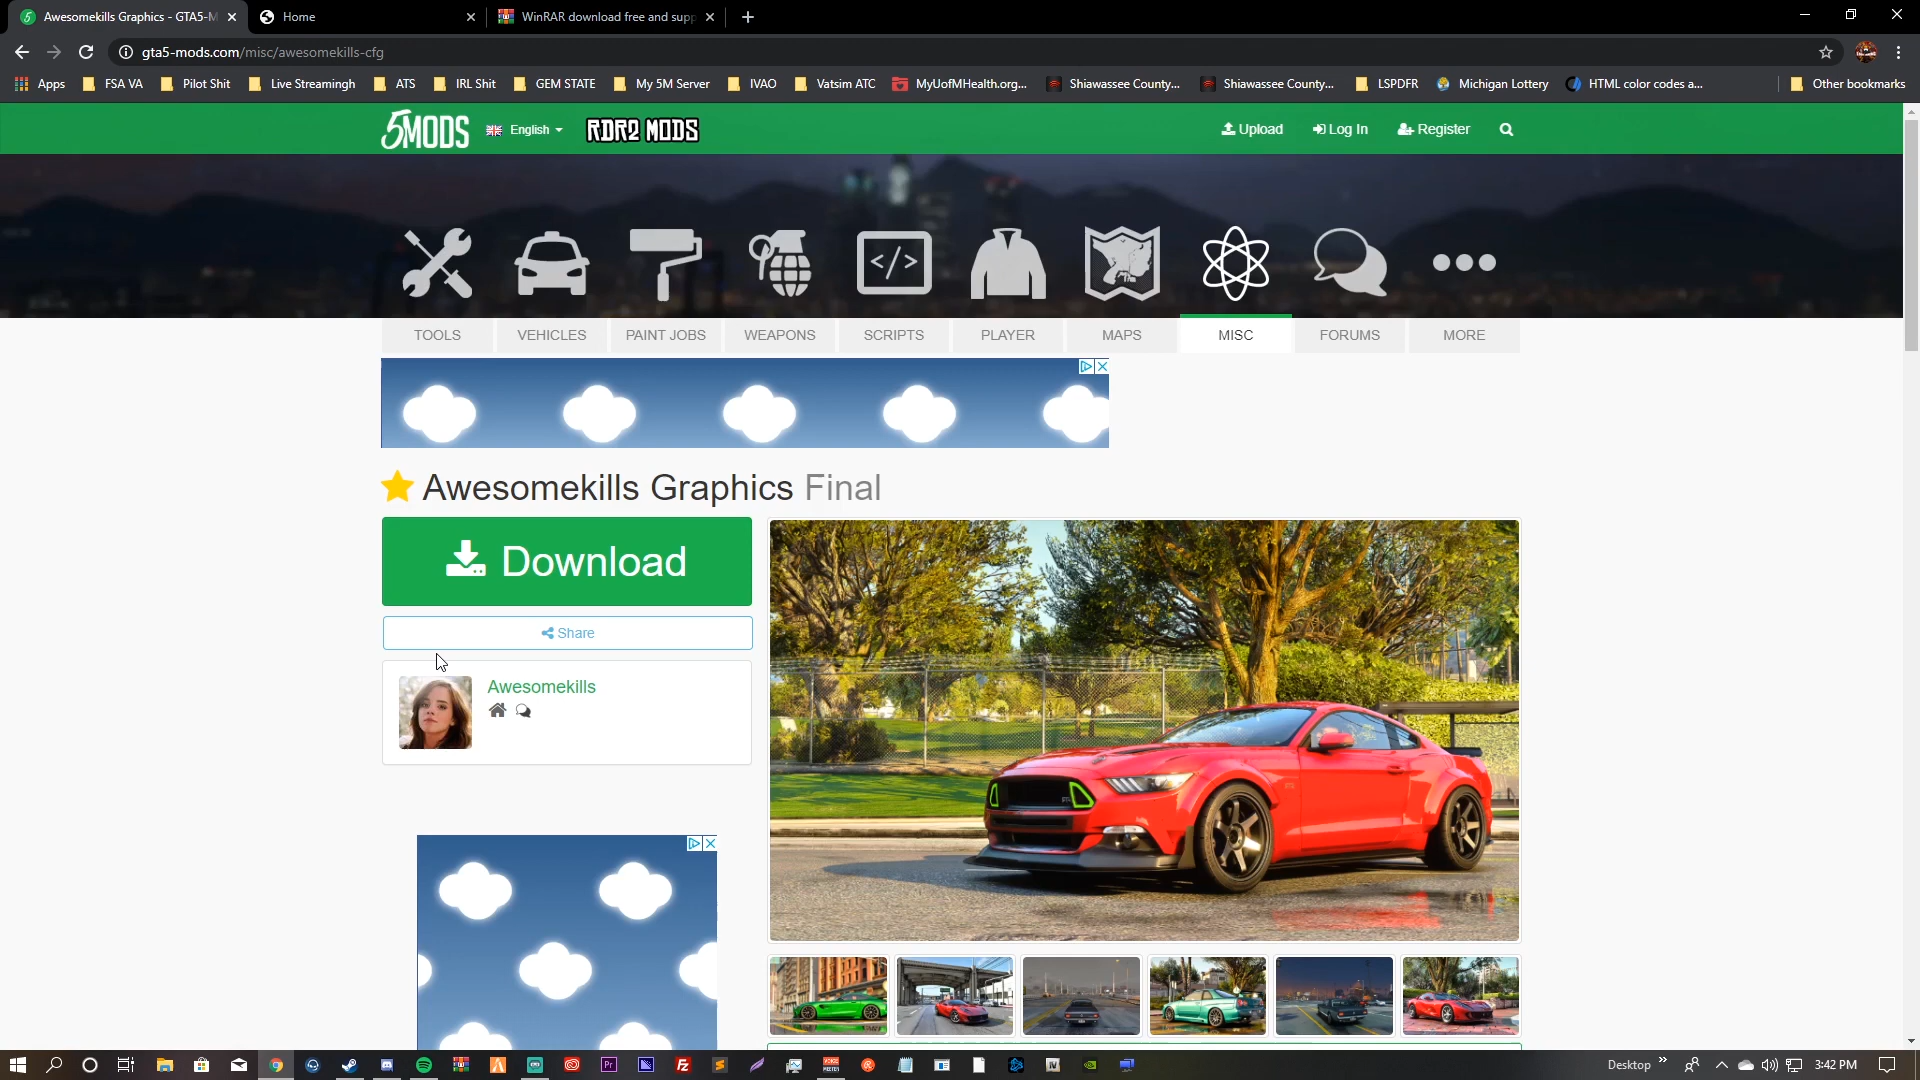 Awesomekills Graphics - GTA5-M
Home
WinRAR download free and supp
gta5-mods.com/misc/awesomekills-cfg
Apps
FSA VA
Pilot Shit
Live Streamingh
ATS
IRL Shit
GEM STATE
My 5M Server
IVAO
Vatsim ATC
MyUofMHealth.org...
Shiawassee County...
Shiawassee County...
LSPDFR
Michigan Lottery
HTML color codes a...
Other bookmarks
5MODS
English
RDR2 MODS
Upload
Log In
Register
TOOLS
VEHICLES
PAINT JOBS
WEAPONS
SCRIPTS
PLAYER
MAPS
MISC
FORUMS
MORE
Awesomekills Graphics Final
Download
Share
Awesomekills
Desktop
3:42 PM